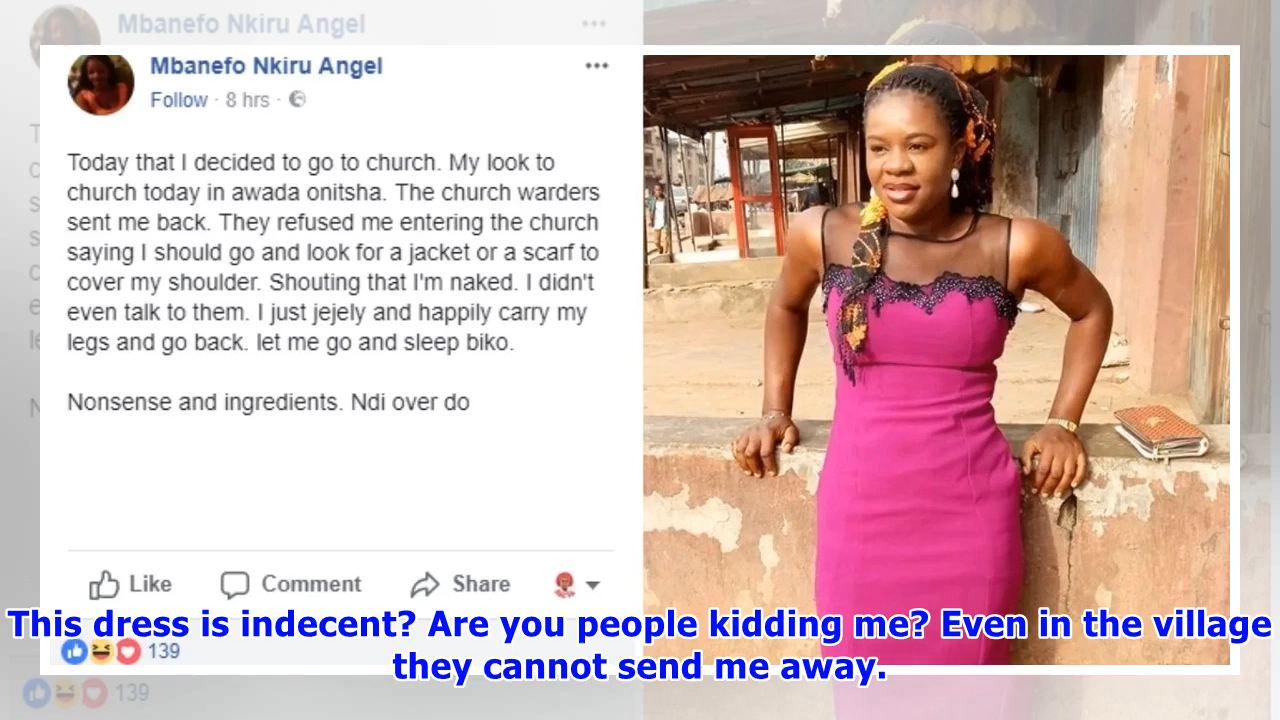 Mbanefo Nkiru Angel
Mbanefo Nkiru Angel
Follow · 8 hrs ·
Today that I decided to go to church. My look to
church today in awada onitsha. The church warders
sent me back. They refused me entering the church
saying I should go and look for a jacket or a scarf to
cover my shoulder. Shouting that I'm naked. I didn't
even talk to them. I just jejely and happily carry my
legs and go back. let me go and sleep biko.
Nonsense and ingredients. Ndi over do
Like Comment Share
This dress is indecent? Are you people kidding me? Even in the village
139
they cannot send me away.
139